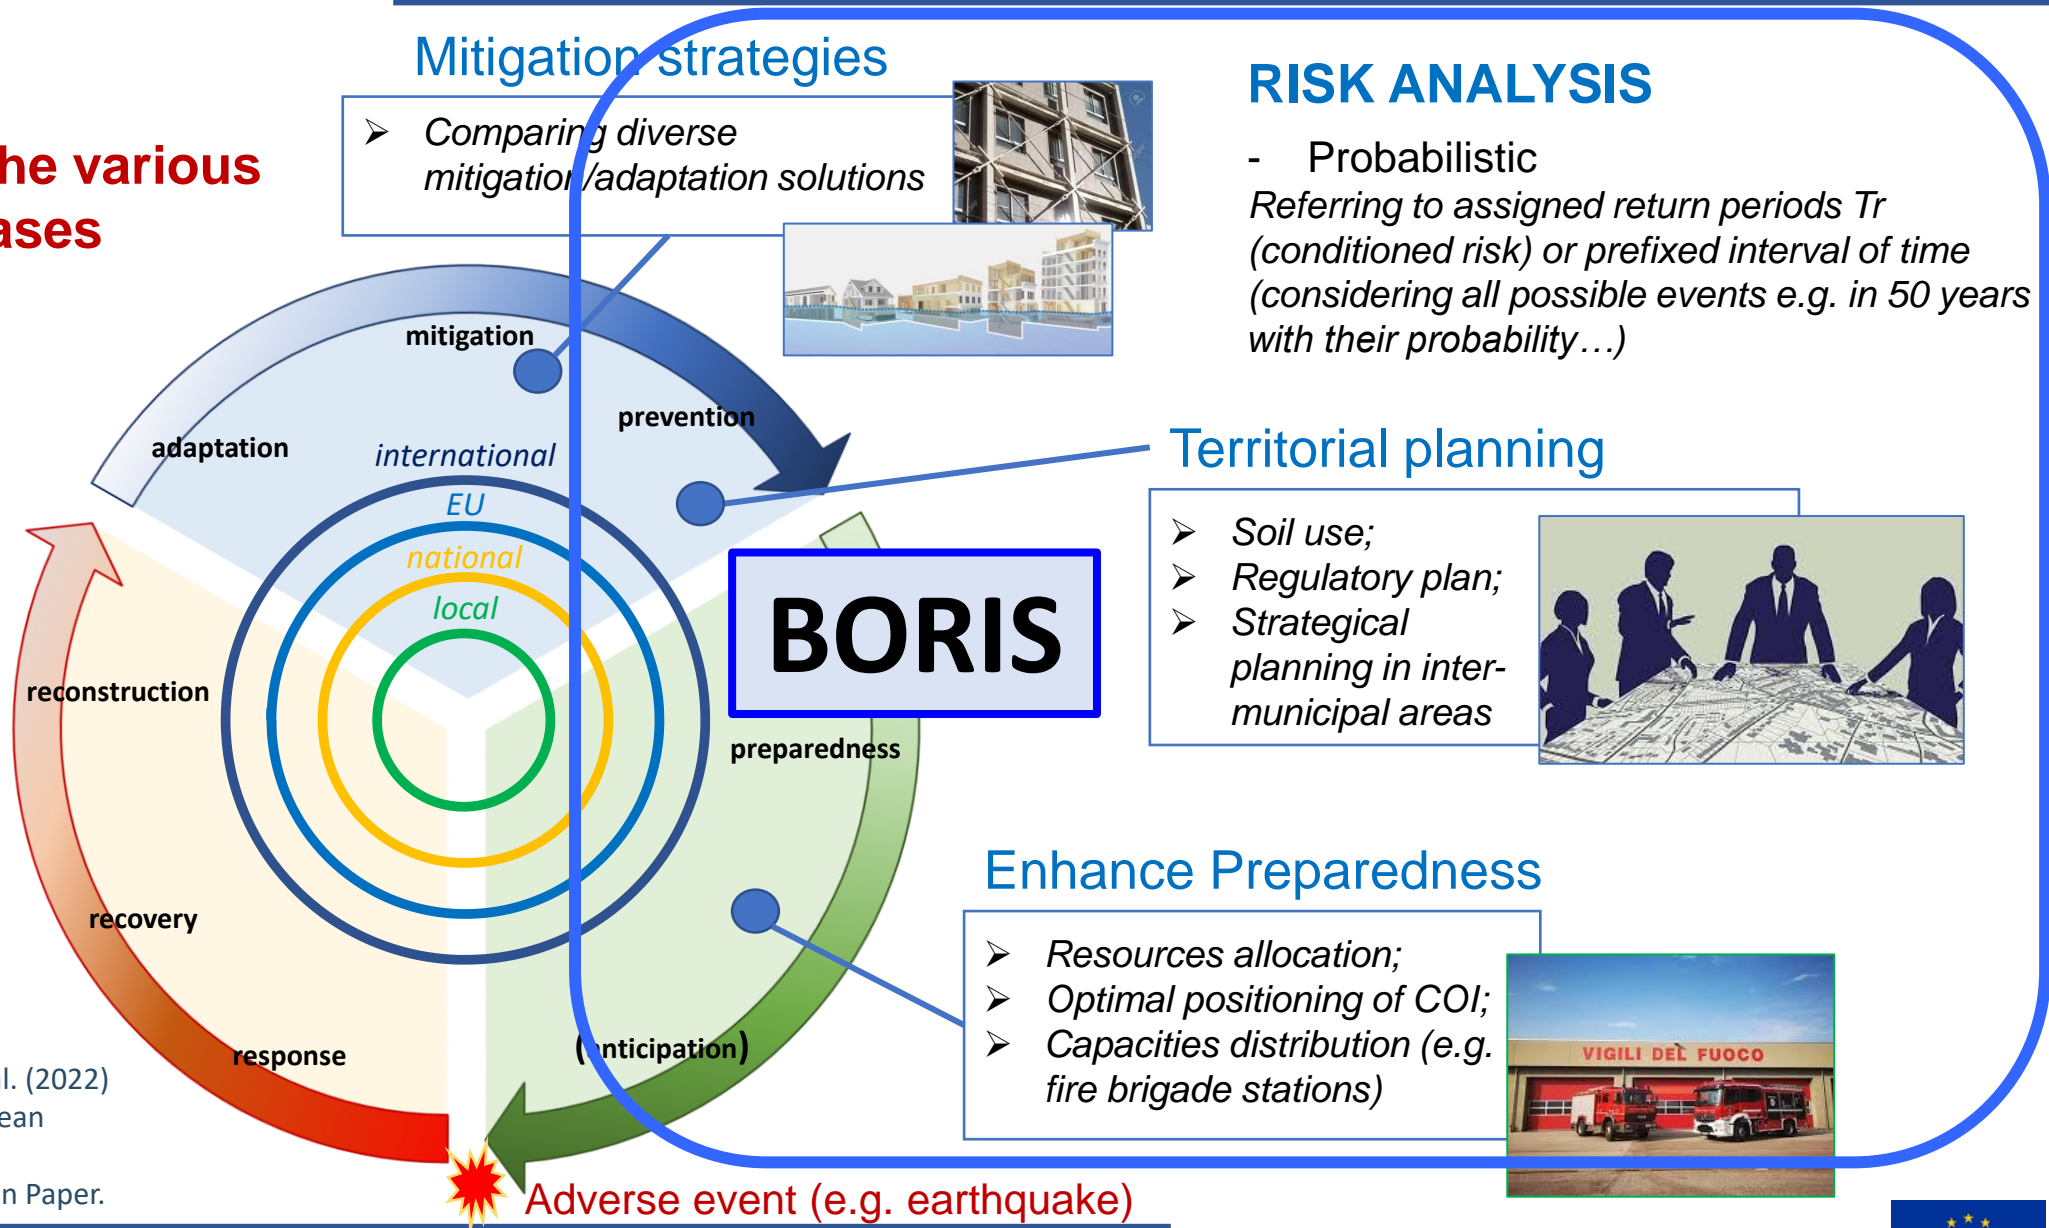 Mitigation strategies
➢ Comparing diverse
mitigation/adaptation solutions
RISK ANALYSIS
- Probabilistic
Referring to assigned return periods Tr
(conditioned risk) or prefixed interval of time
(considering all possible events e.g. in 50 years
with their probability…)
he various
ases
mitigation
prevention
adaptation
international
EU
national
local
BORIS
Territorial planning
➢ Soil use;
➢ Regulatory plan;
➢ Strategical
planning in inter-
municipal areas
reconstruction
preparedness
recovery
response
(anticipation)
Enhance Preparedness
➢ Resources allocation;
➢ Optimal positioning of COI;
➢ Capacities distribution (e.g.
fire brigade stations)
VIGILI DEL FUOCO
l. (2022)
ean
n Paper.
Adverse event (e.g. earthquake)